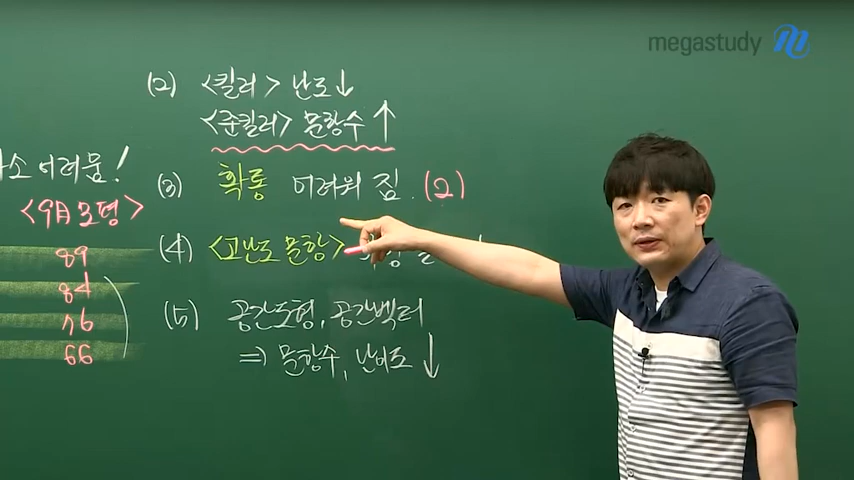 megastudy
다소 어려움!
<9月 모평>
89
84
76
66
(2) <킬러> 난도↓
<준킬러> 문항수↑
(3) 확통 어려워 짐. (2)
(4) <고난도 문항>
(5) 공간도형, 공간벡터
⇒ 문항수, 난이도↓